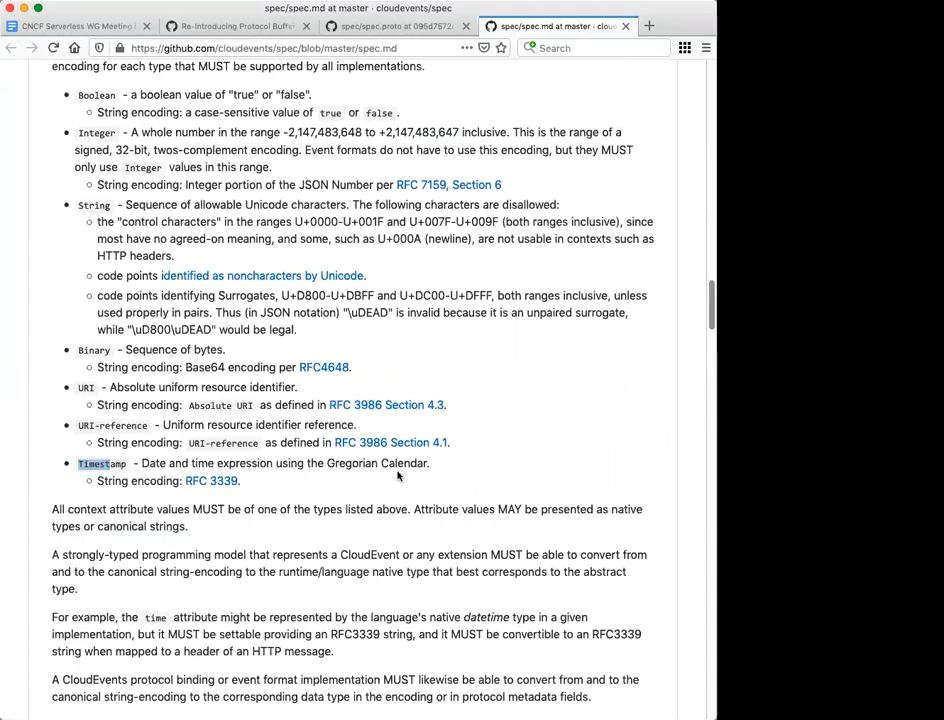 spec/spec.md at master · cloudevents/spec
CNCF Serverless WG Meeting
Re-Introducing Protocol Buffer
spec/spec.proto at 095d7572
spec/spec.md at master · clou
https://github.com/cloudevents/spec/blob/master/spec.md
Search
encoding for each type that MUST be supported by all implementations.
Boolean - a boolean value of "true" or "false".
String encoding: a case-sensitive value of true or false.
Integer - A whole number in the range -2,147,483,648 to +2,147,483,647 inclusive. This is the range of a
signed, 32-bit, twos-complement encoding. Event formats do not have to use this encoding, but they MUST
only use Integer values in this range.
String encoding: Integer portion of the JSON Number per RFC 7159, Section 6
String - Sequence of allowable Unicode characters. The following characters are disallowed:
the "control characters" in the ranges U+0000-U+001F and U+007F-U+009F (both ranges inclusive), since
most have no agreed-on meaning, and some, such as U+000A (newline), are not usable in contexts such as
HTTP headers.
code points identified as noncharacters by Unicode.
code points identifying Surrogates, U+D800-U+DBFF and U+DC00-U+DFFF, both ranges inclusive, unless
used properly in pairs. Thus (in JSON notation) "\uDEAD" is invalid because it is an unpaired surrogate,
while "\uD800\uDEAD" would be legal.
Binary - Sequence of bytes.
String encoding: Base64 encoding per RFC4648.
URI - Absolute uniform resource identifier.
String encoding: Absolute URI as defined in RFC 3986 Section 4.3.
URI-reference - Uniform resource identifier reference.
String encoding: URI-reference as defined in RFC 3986 Section 4.1.
Timestamp - Date and time expression using the Gregorian Calendar.
String encoding: RFC 3339.
All context attribute values MUST be of one of the types listed above. Attribute values MAY be presented as native
types or canonical strings.
A strongly-typed programming model that represents a CloudEvent or any extension MUST be able to convert from
and to the canonical string-encoding to the runtime/language native type that best corresponds to the abstract
type.
For example, the time attribute might be represented by the language's native datetime type in a given
implementation, but it MUST be settable providing an RFC3339 string, and it MUST be convertible to an RFC3339
string when mapped to a header of an HTTP message.
A CloudEvents protocol binding or event format implementation MUST likewise be able to convert from and to the
canonical string-encoding to the corresponding data type in the encoding or in protocol metadata fields.